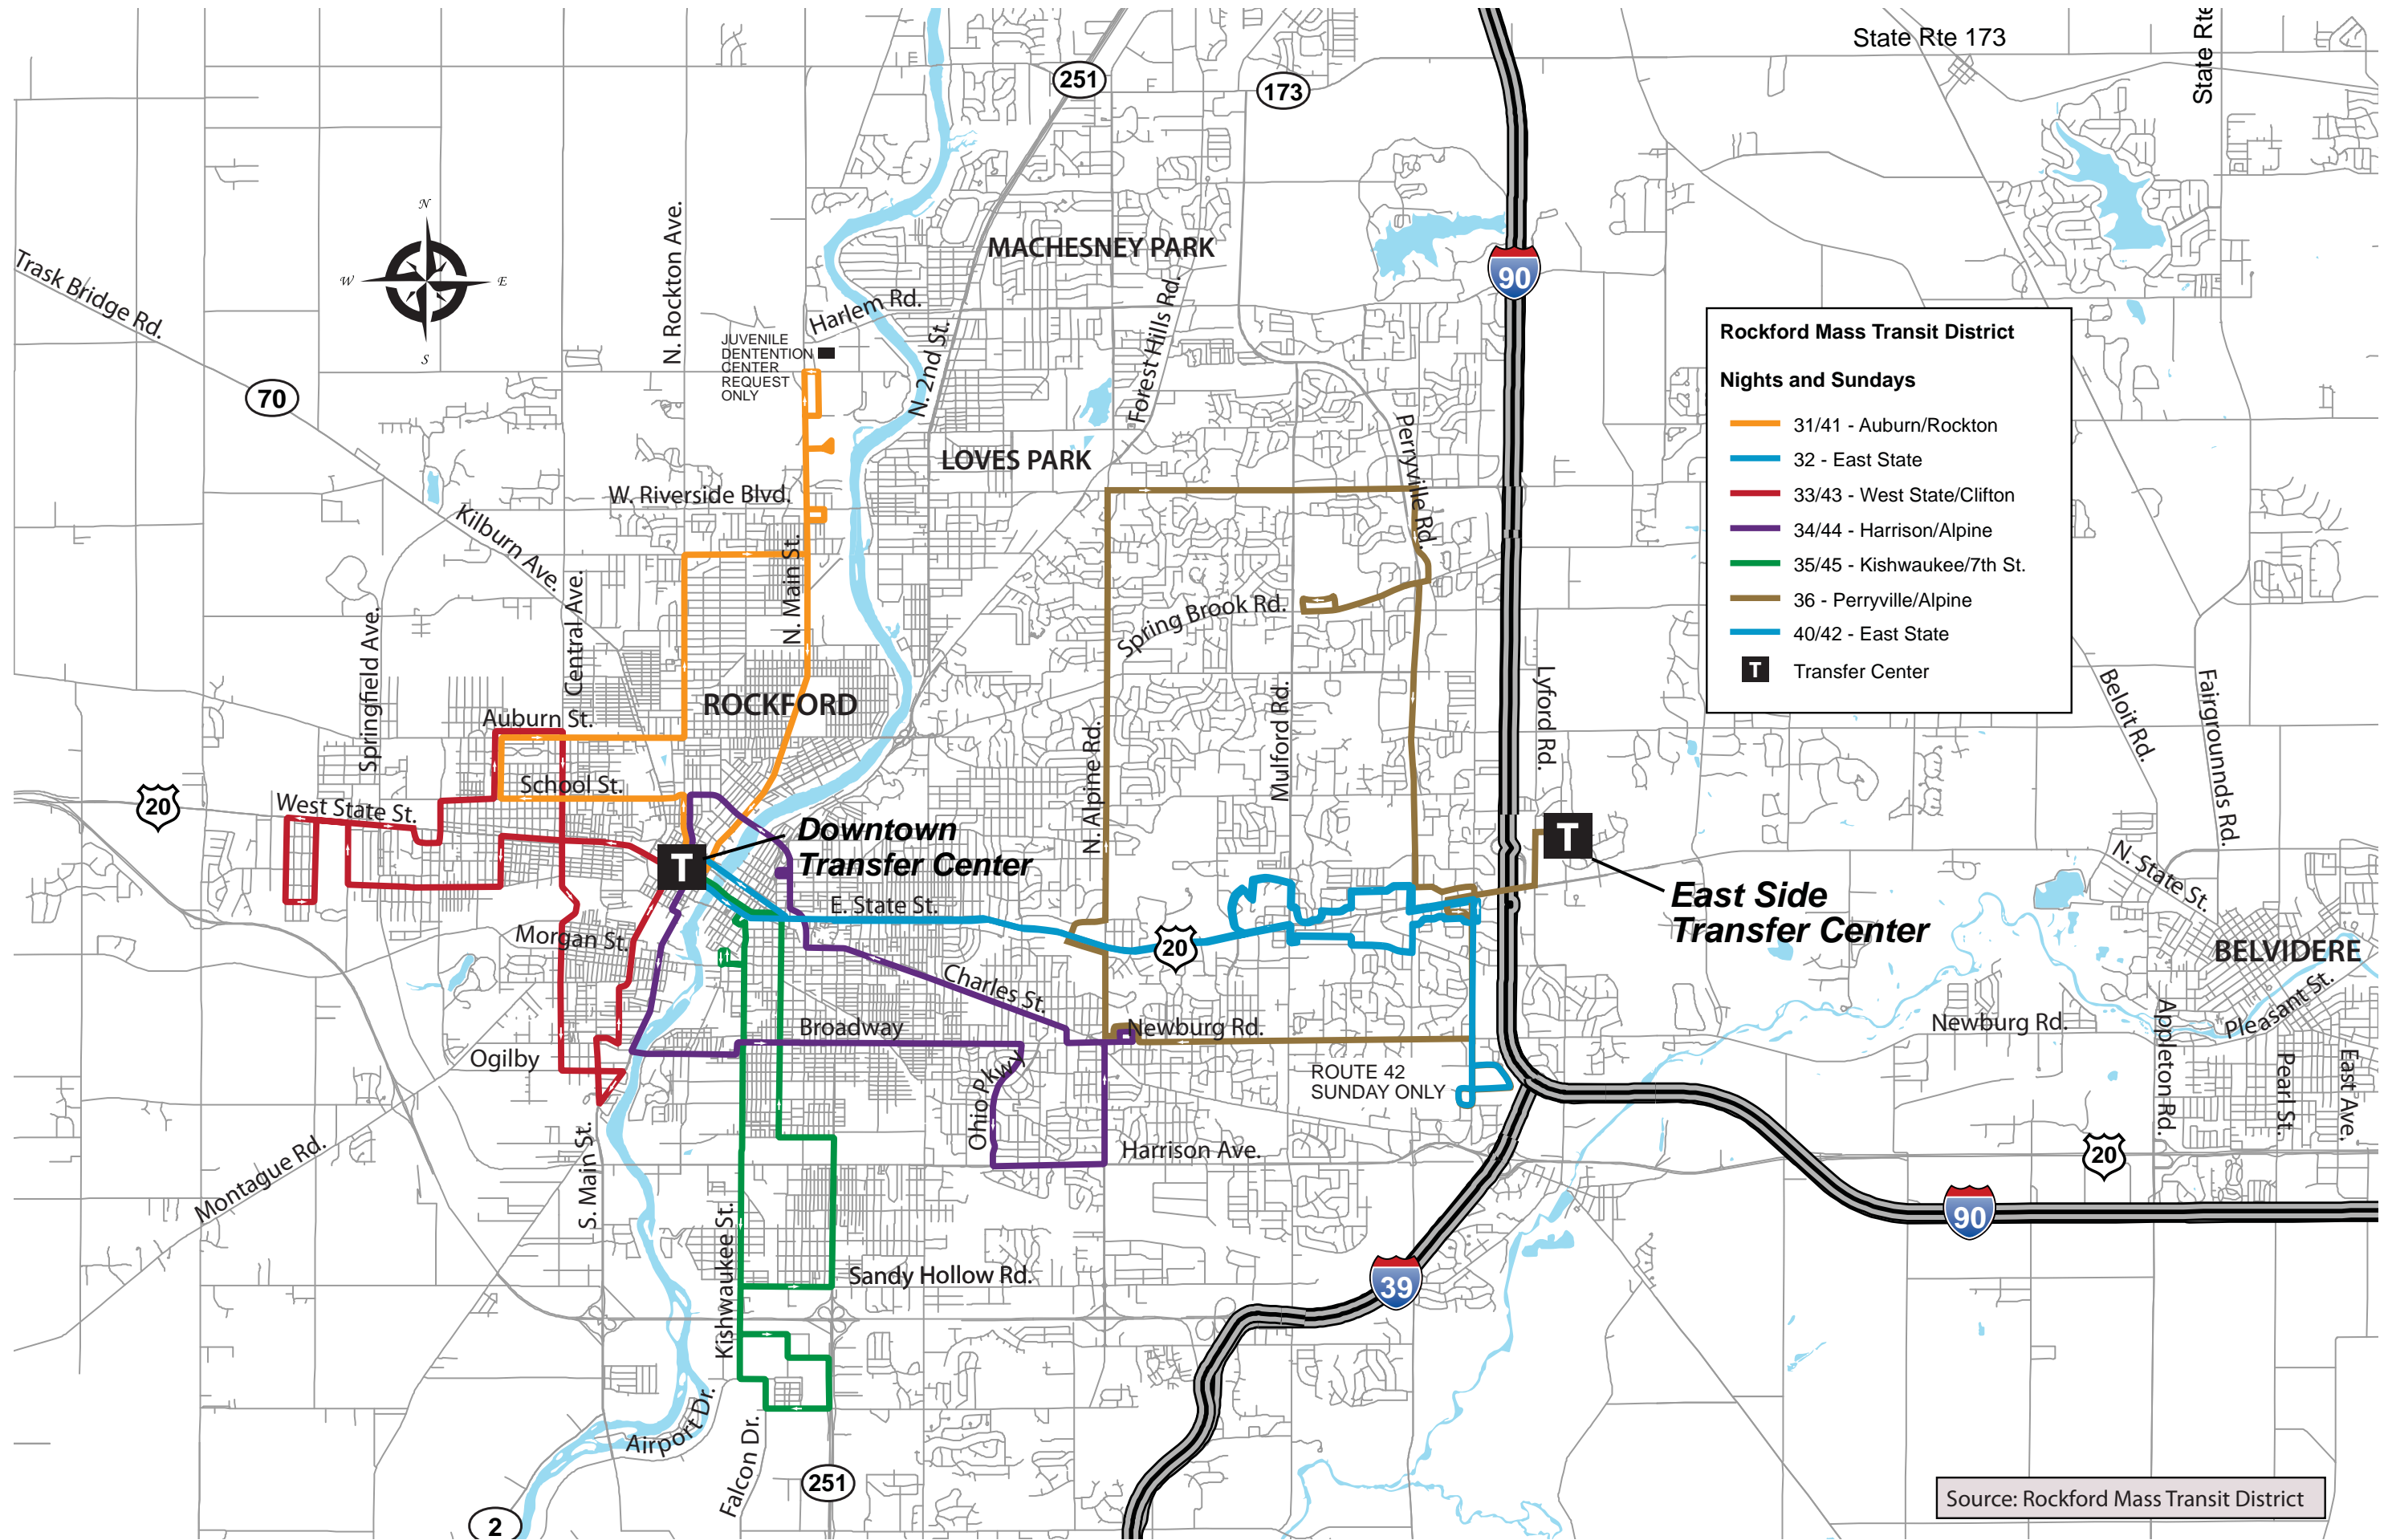 State Rte 173
State Rte
251
173
N
W
E
S
Trask Bridge Rd.
N. Rockton Ave.
MACHESNEY PARK
90
Harlem Rd.
Forest Hills Rd.
N. 2nd St.
JUVENILE
DENTENTION
CENTER
REQUEST
ONLY
Rockford Mass Transit District
Nights and Sundays
31/41 - Auburn/Rockton
32 - East State
33/43 - West State/Clifton
34/44 - Harrison/Alpine
35/45 - Kishwaukee/7th St.
36 - Perryville/Alpine
40/42 - East State
T
Transfer Center
70
Perryville Rd.
LOVES PARK
W. Riverside Blvd.
Kilburn Ave.
Central Ave.
N. Main St.
Spring Brook Rd.
Springfield Ave.
ROCKFORD
Auburn St.
Mulford Rd.
Lyford Rd.
Beloit Rd.
Fairgrounnds Rd.
N. Alpine Rd.
School St.
20
West State St.
Downtown
Transfer Center
T
T
East Side
Transfer Center
N. State St.
E. State St.
Morgan St.
20
BELVIDERE
Charles St.
Pleasant St.
Broadway
Newburg Rd.
Newburg Rd.
Appleton Rd.
Ogilby
Ohio Pkwy
ROUTE 42
SUNDAY ONLY
Pearl St.
East Ave.
Harrison Ave.
20
Montague Rd.
S. Main St.
90
Kishwaukee St.
Sandy Hollow Rd.
39
Airport Dr.
Falcon Dr.
251
2
Source: Rockford Mass Transit District